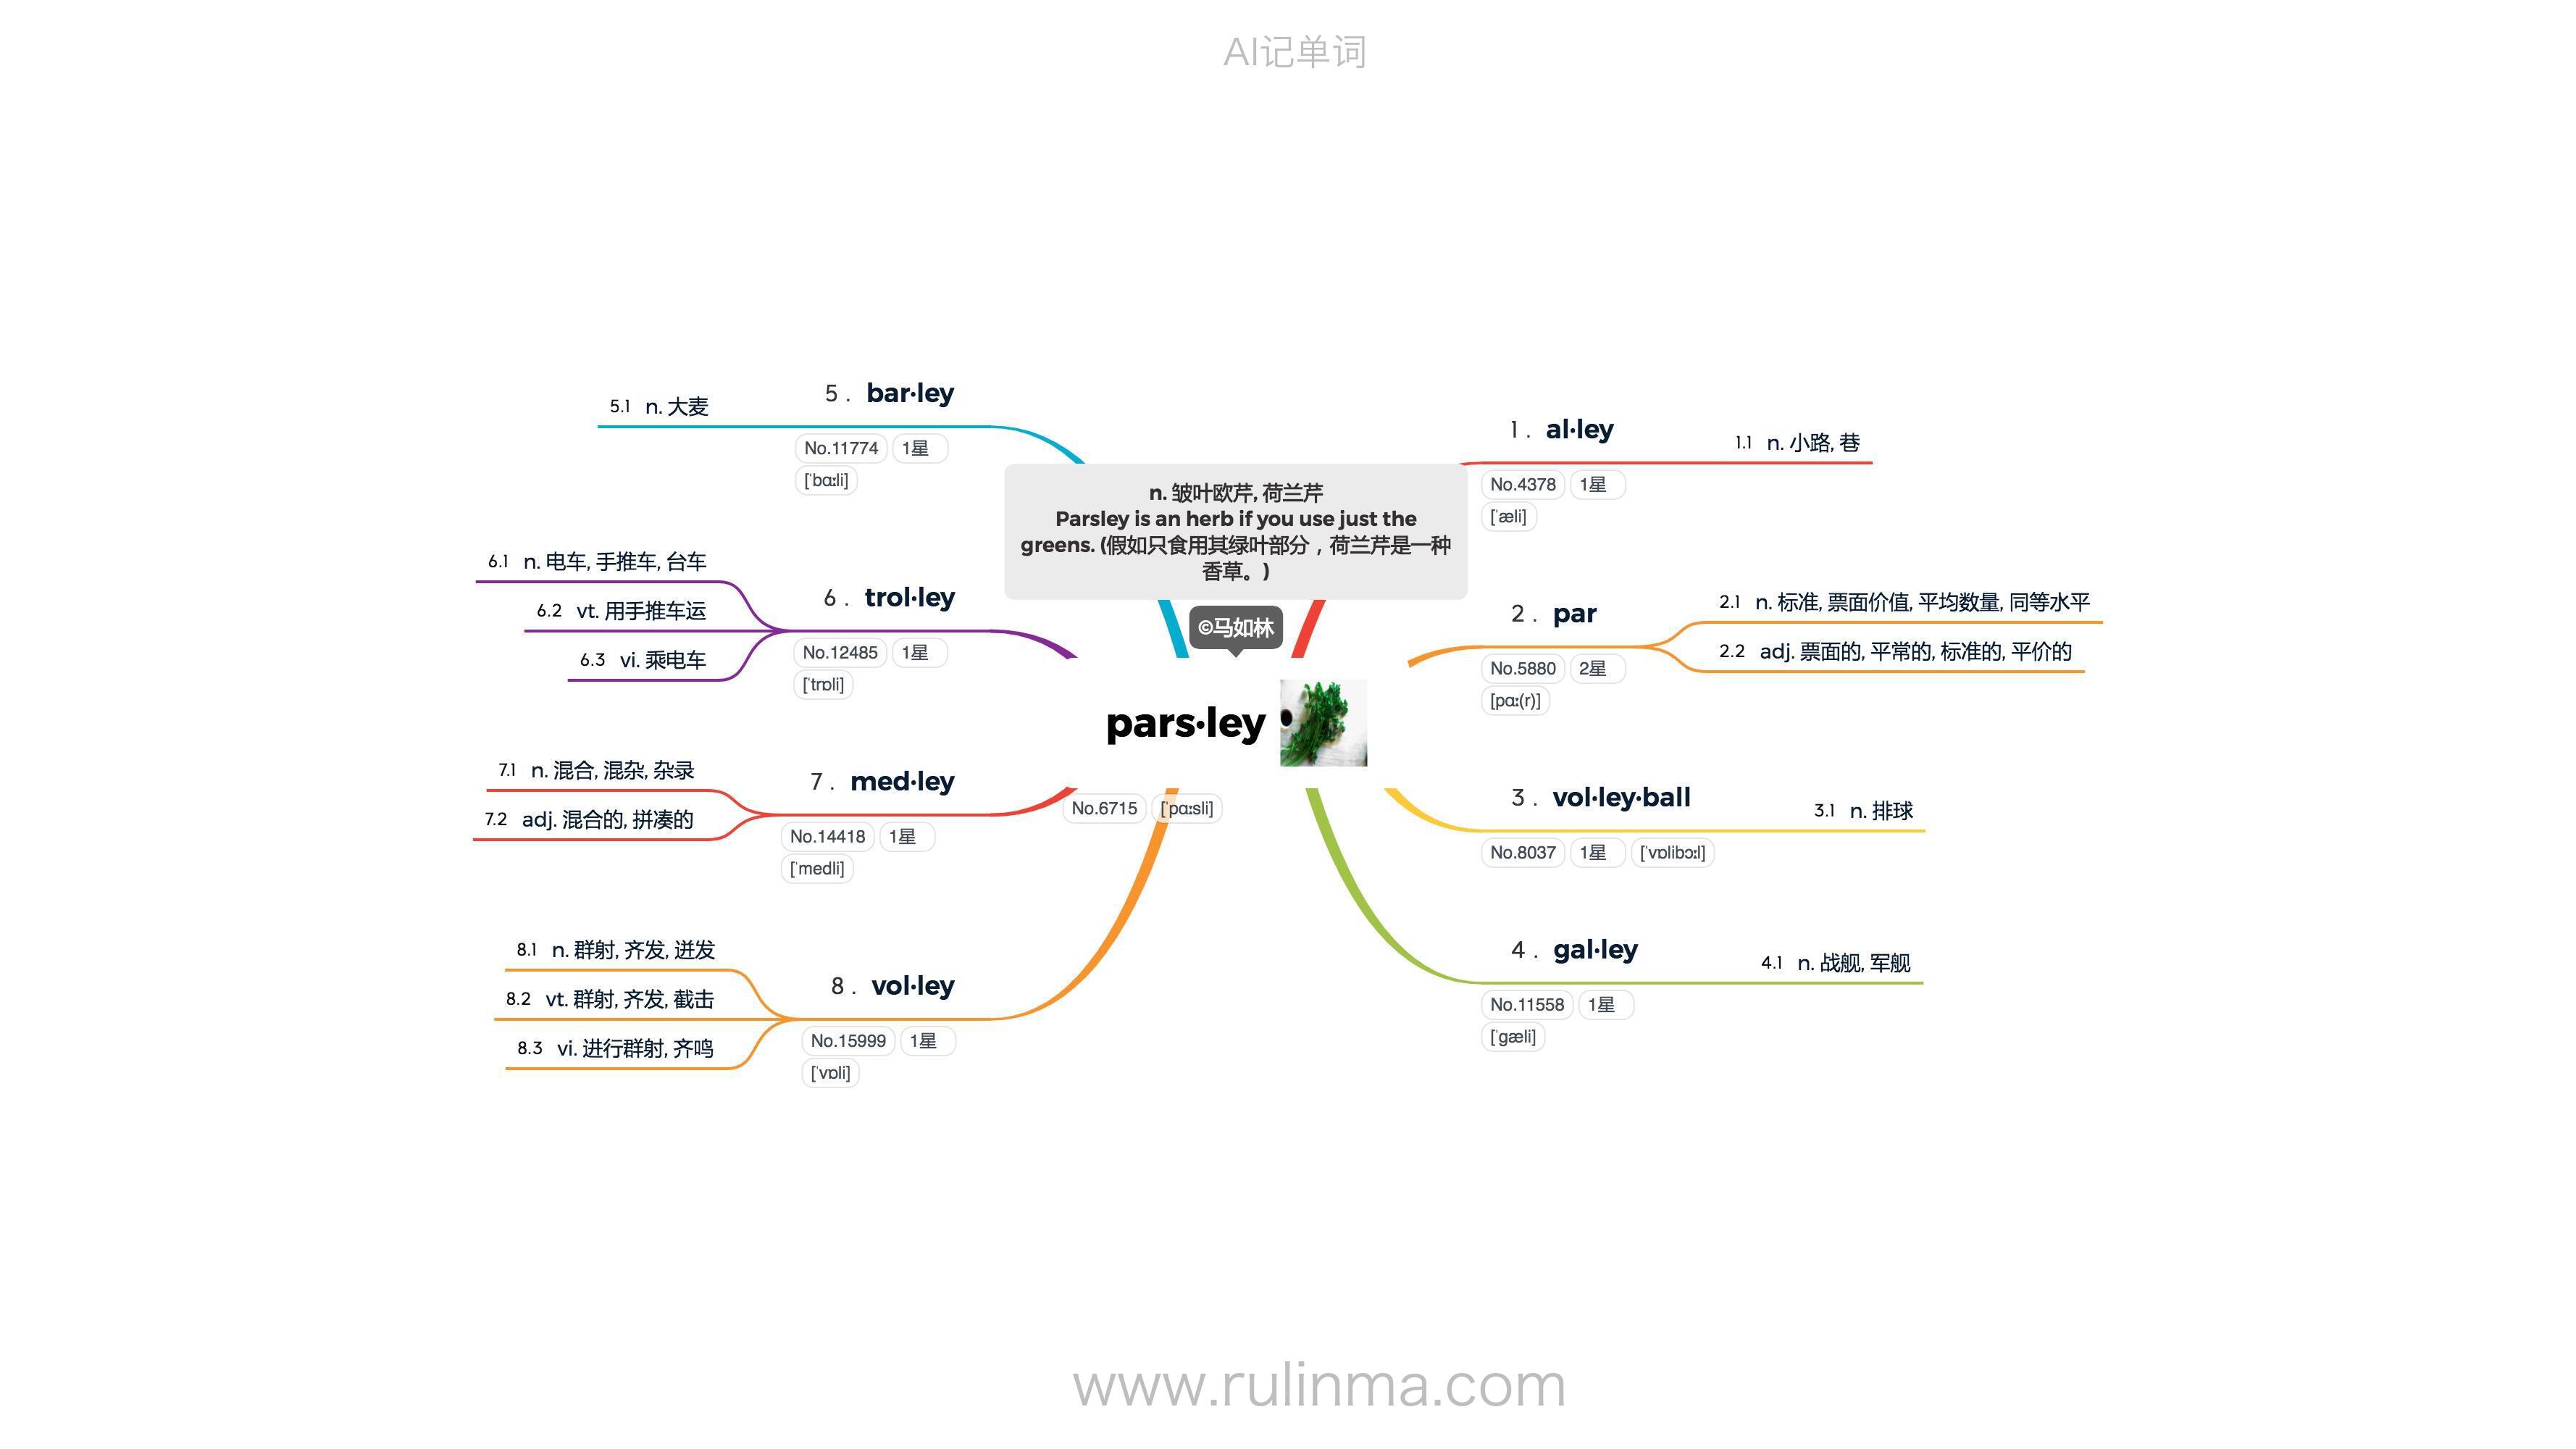 AI记单词
n. 皱叶欧芹, 荷兰芹
Parsley is an herb if you use just the
greens. (假如只食用其绿叶部分，荷兰芹是一种
香草。)
©马如林
pars·ley
No.6715 [ˈpɑːsli]
1 . al·ley
No.4378 1星
[ˈæli]
1.1 n. 小路, 巷
2 . par
No.5880 2星
[pɑː(r)]
2.1 n. 标准, 票面价值, 平均数量, 同等水平
2.2 adj. 票面的, 平常的, 标准的, 平价的
3 . vol·ley·ball
No.8037 1星 [ˈvɒlibɔːl]
3.1 n. 排球
4 . gal·ley
No.11558 1星
[ˈɡæli]
4.1 n. 战舰, 军舰
5 . bar·ley
No.11774 1星
[ˈbɑːli]
5.1 n. 大麦
6 . trol·ley
No.12485 1星
[ˈtrɒli]
6.1 n. 电车, 手推车, 台车
6.2 vt. 用手推车运
6.3 vi. 乘电车
7 . med·ley
No.14418 1星
[ˈmedli]
7.1 n. 混合, 混杂, 杂录
7.2 adj. 混合的, 拼凑的
8 . vol·ley
No.15999 1星
[ˈvɒli]
8.1 n. 群射, 齐发, 迸发
8.2 vt. 群射, 齐发, 截击
8.3 vi. 进行群射, 齐鸣
www.rulinma.com